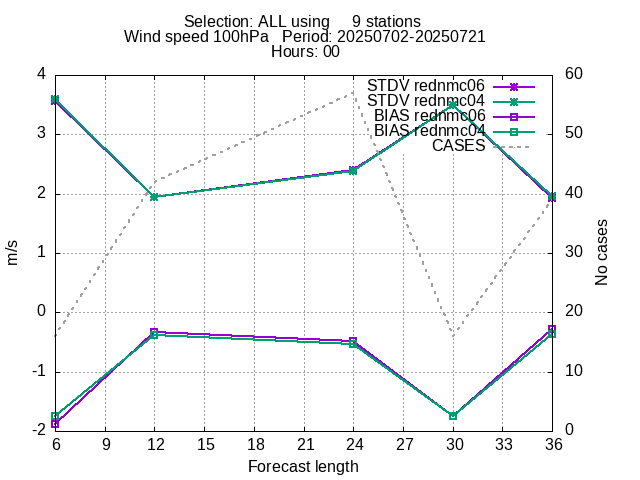 Selection: ALL using     9 stations
Wind speed 100hPa   Period: 20250702-20250721
Hours: 00
STDV rednmc06
STDV rednmc04
BIAS rednmc06
BIAS rednmc04
CASES
4
3
2
1
0
-1
-2
m/s
60
50
40
30
20
10
0
No cases
6 9 12 15 18 21 24 27 30 33 36
Forecast length